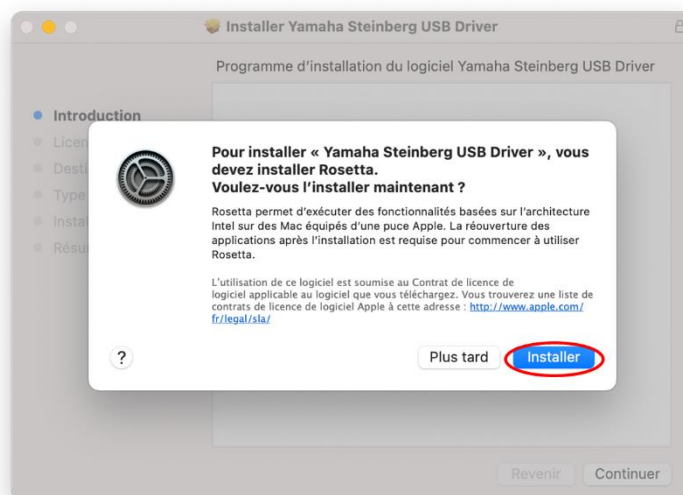 Installer Yamaha Steinberg USB Driver
Programme d'installation du logiciel Yamaha Steinberg USB Driver
Introduction
Licen
Desti
Type
Instal
Résu
Pour installer « Yamaha Steinberg USB Driver », vous
devez installer Rosetta.
Voulez-vous l'installer maintenant ?
Rosetta permet d'exécuter des fonctionnalités basées sur l'architecture
Intel sur des Mac équipés d'une puce Apple. La réouverture des
applications après l'installation est requise pour commencer à utiliser
Rosetta.
L'utilisation de ce logiciel est soumise au Contrat de licence de
logiciel applicable au logiciel que vous téléchargez. Vous trouverez une liste de
contrats de licence de logiciel Apple à cette adresse : http://www.apple.com/
fr/legal/sla/
?
Plus tard
Installer
Revenir
Continuer